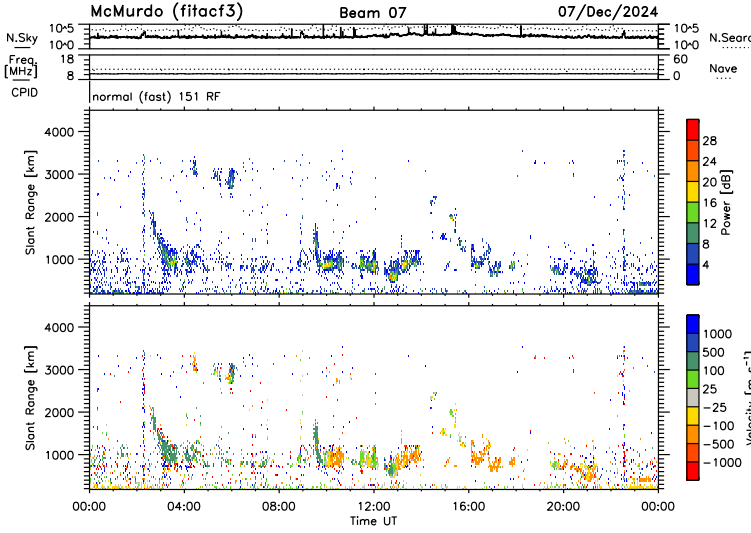 McMurdo (fitacf3) Beam 07 07/Dec/2024
N.Sky 10^5 10^0 10^5 10^0
Freq. [MHz] 18 8 60 0 Nave
CPID normal (fast) 151 RF
Slant Range [km] 4000 3000 2000 1000
Power [dB] 28 24 20 16 12 8 4
Slant Range [km] 4000 3000 2000 1000
1000 500 100 25 -25 -100 -500 -1000
00:00 04:00 08:00 12:00 16:00 20:00 00:00
Time UT